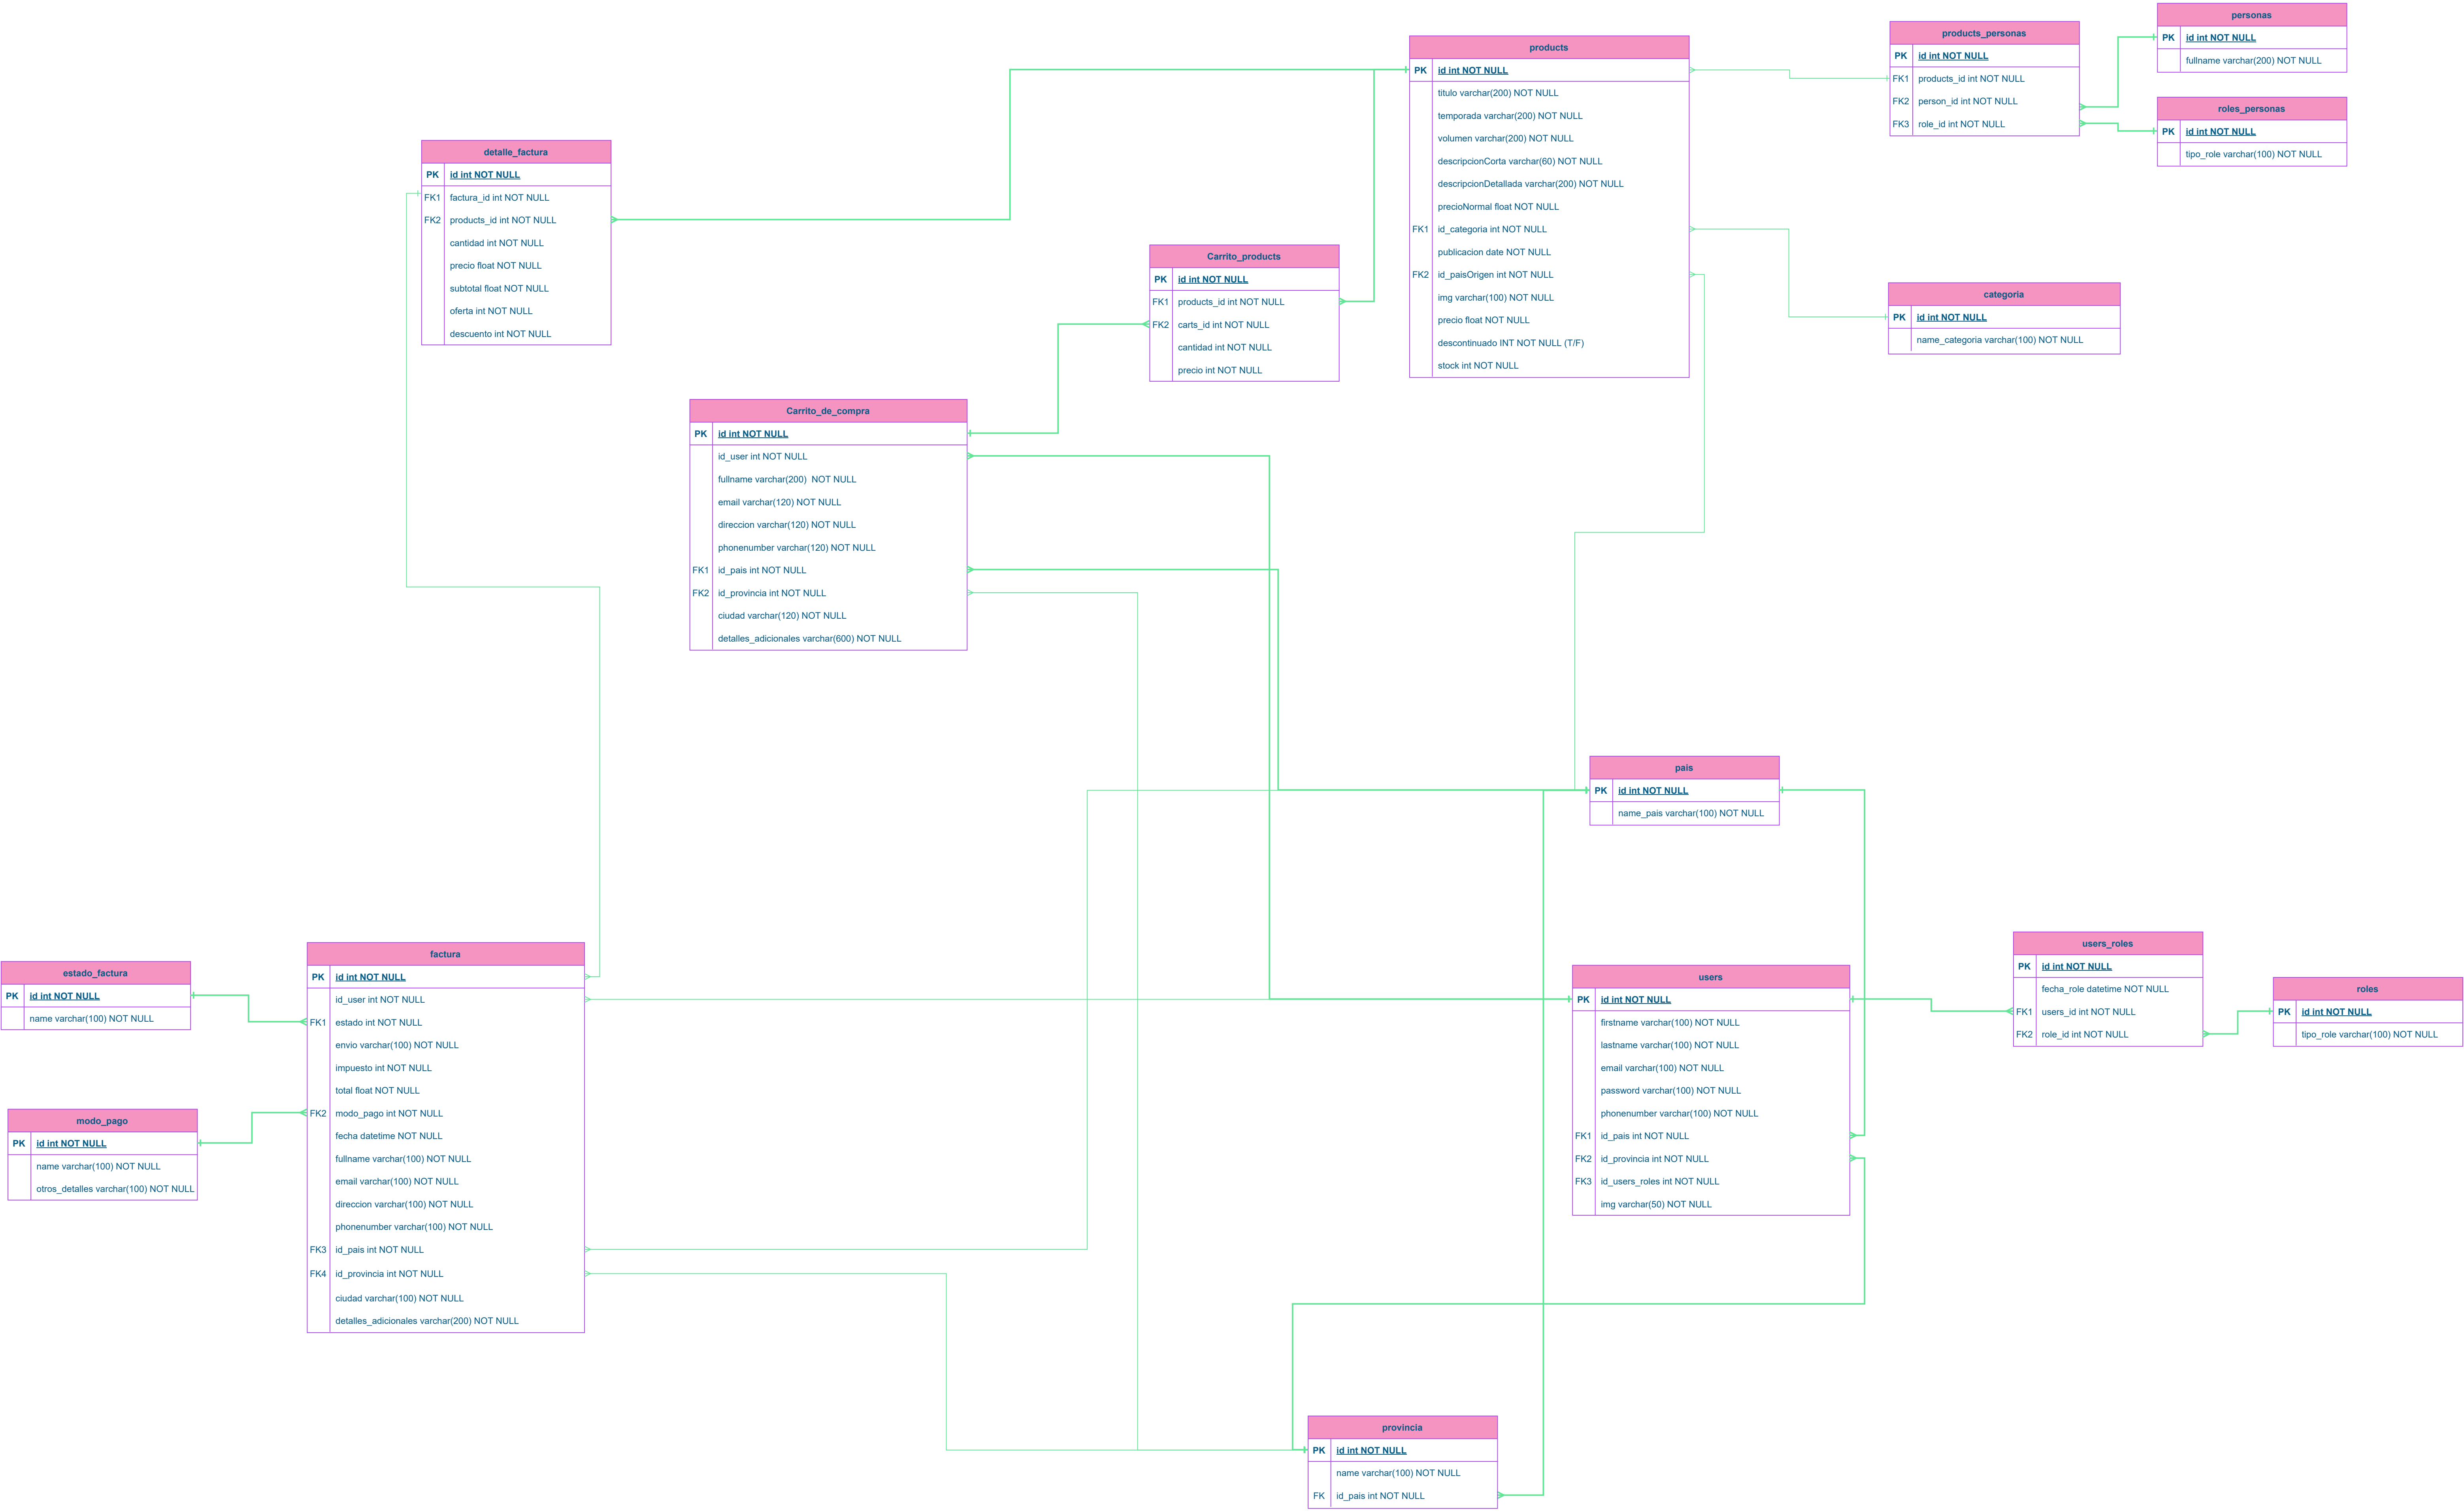 personas
PK id int NOT NULL
fullname varchar(200) NOT NULL
products_personas
PK id int NOT NULL
FK1 products_id int NOT NULL
FK2 person_id int NOT NULL
FK3 role_id int NOT NULL
roles_personas
PK id int NOT NULL
tipo_role varchar(100) NOT NULL
products
PK id int NOT NULL
titulo varchar(200) NOT NULL
temporada varchar(200) NOT NULL
volumen varchar(200) NOT NULL
descripcionCorta varchar(60) NOT NULL
descripcionDetallada varchar(200) NOT NULL
precioNormal float NOT NULL
FK1 id_categoria int NOT NULL
publicacion date NOT NULL
FK2 id_paisOrigen int NOT NULL
img varchar(100) NOT NULL
precio float NOT NULL
descontinuado INT NOT NULL (T/F)
stock int NOT NULL
detalle_factura
PK id int NOT NULL
FK1 factura_id int NOT NULL
FK2 products_id int NOT NULL
cantidad int NOT NULL
precio float NOT NULL
subtotal float NOT NULL
oferta int NOT NULL
descuento int NOT NULL
Carrito_products
PK id int NOT NULL
FK1 products_id int NOT NULL
FK2 carts_id int NOT NULL
cantidad int NOT NULL
precio int NOT NULL
categoria
PK id int NOT NULL
name_categoria varchar(100) NOT NULL
Carrito_de_compra
PK id int NOT NULL
id_user int NOT NULL
fullname varchar(200) NOT NULL
email varchar(120) NOT NULL
direccion varchar(120) NOT NULL
phonenumber varchar(120) NOT NULL
FK1 id_pais int NOT NULL
FK2 id_provincia int NOT NULL
ciudad varchar(120) NOT NULL
detalles_adicionales varchar(600) NOT NULL
pais
PK id int NOT NULL
name_pais varchar(100) NOT NULL
estado_factura
PK id int NOT NULL
name varchar(100) NOT NULL
modo_pago
PK id int NOT NULL
name varchar(100) NOT NULL
otros_detalles varchar(100) NOT NULL
factura
PK id int NOT NULL
id_user int NOT NULL
FK1 estado int NOT NULL
envio varchar(100) NOT NULL
impuesto int NOT NULL
total float NOT NULL
FK2 modo_pago int NOT NULL
fecha datetime NOT NULL
fullname varchar(100) NOT NULL
email varchar(100) NOT NULL
direccion varchar(100) NOT NULL
phonenumber varchar(100) NOT NULL
FK3 id_pais int NOT NULL
FK4 id_provincia int NOT NULL
ciudad varchar(100) NOT NULL
detalles_adicionales varchar(200) NOT NULL
users
PK id int NOT NULL
firstname varchar(100) NOT NULL
lastname varchar(100) NOT NULL
email varchar(100) NOT NULL
password varchar(100) NOT NULL
phonenumber varchar(100) NOT NULL
FK1 id_pais int NOT NULL
FK2 id_provincia int NOT NULL
FK3 id_users_roles int NOT NULL
img varchar(50) NOT NULL
users_roles
PK id int NOT NULL
fecha_role datetime NOT NULL
FK1 users_id int NOT NULL
FK2 role_id int NOT NULL
roles
PK id int NOT NULL
tipo_role varchar(100) NOT NULL
provincia
PK id int NOT NULL
name varchar(100) NOT NULL
FK id_pais int NOT NULL